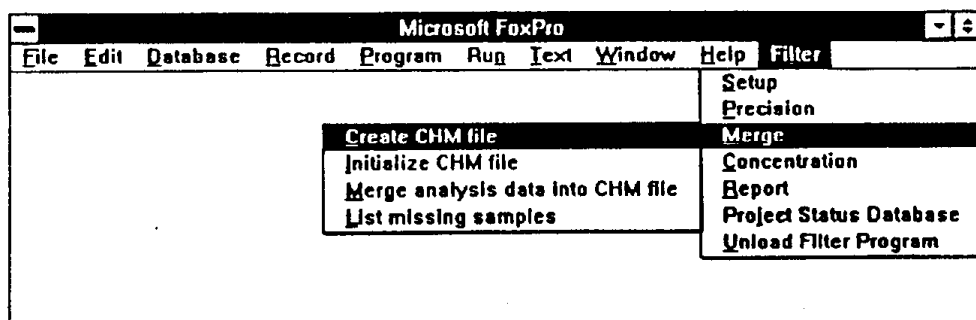 Microsoft FoxPro
File Edit Database Record Program Run Text Window Help Filter
Setup
Precision
Merge
Concentration
Report
Project Status Database
Unload Filter Program
Create CHM file
Initialize CHM file
Merge analysis data into CHM file
List missing samples